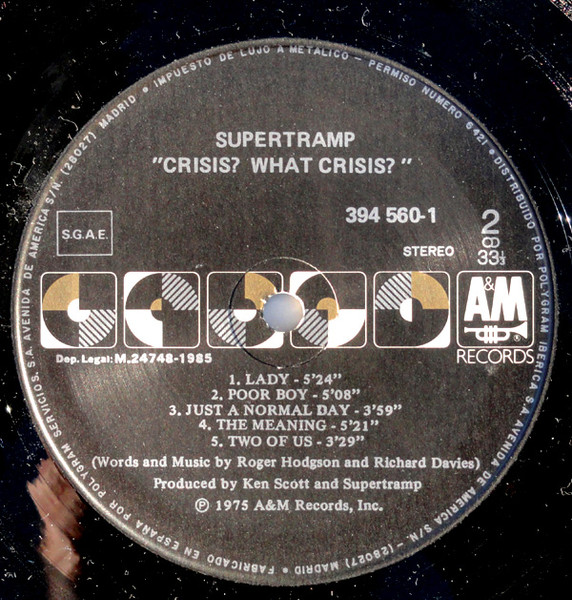 IMPUESTO DE LUJO A METALICO - PERMISO NUMERO 6421 • DISTRIBUIDO POR POLYGRAM IBERICA S.A. AVENIDA DE AMERICA S/N. - (28027) MADRID • FABRICADO EN ESPAÑA POR POLYGRAM SERVICIOS, S.A. AVENIDA DE AMERICA S/N. (28027) MADRID •
SUPERTRAMP
"CRISIS? WHAT CRISIS?"
394 560-1
2
S.G.A.E.
STEREO
33⅓
&
A M
RECORDS
Dep. Legal: M.24748-1985
1. LADY - 5'24"
2. POOR BOY - 5'08"
3. JUST A NORMAL DAY - 3'59"
4. THE MEANING - 5'21"
5. TWO OF US - 3'29"
(Words and Music by Roger Hodgson and Richard Davies)
Produced by Ken Scott and Supertramp
℗ 1975 A&M Records, Inc.